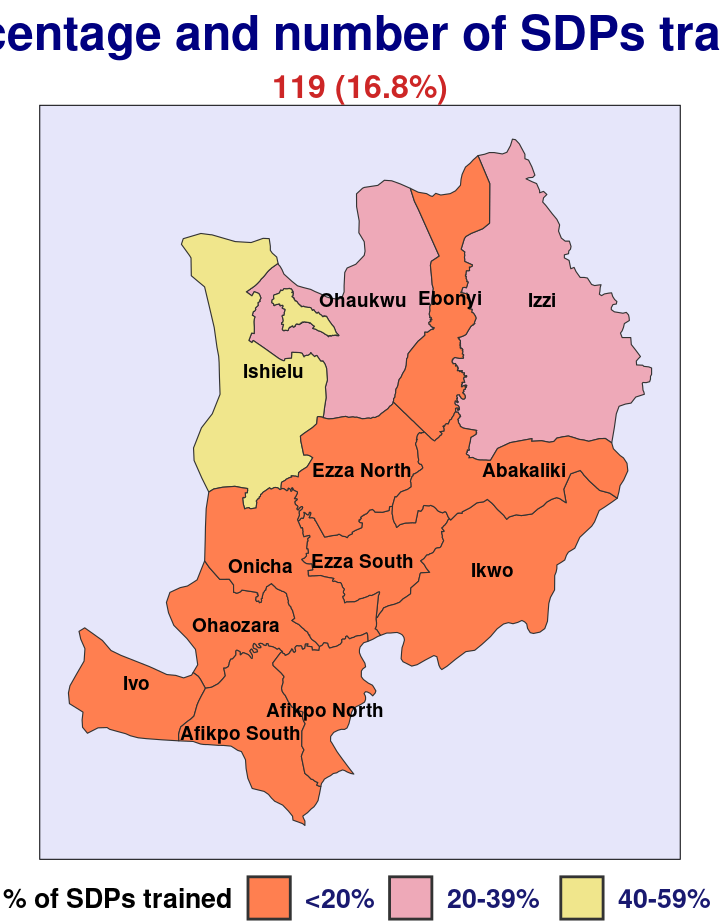 centage and number of SDPs tra
119 (16.8%)
Ohaukwu
Ebonyi
Izzi
Ishielu
Ezza North
Abakaliki
Onicha
Ezza South
Ikwo
Ohaozara
Ivo
Afikpo North
Afikpo South
% of SDPs trained
<20%
20-39%
40-59%